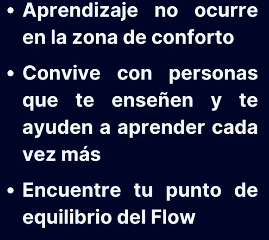 • Aprendizaje no ocurre
en la zona de conforto
• Convive con personas
que te enseñen y te
ayuden a aprender cada
vez más
• Encuentre tu punto de
equilibrio del Flow